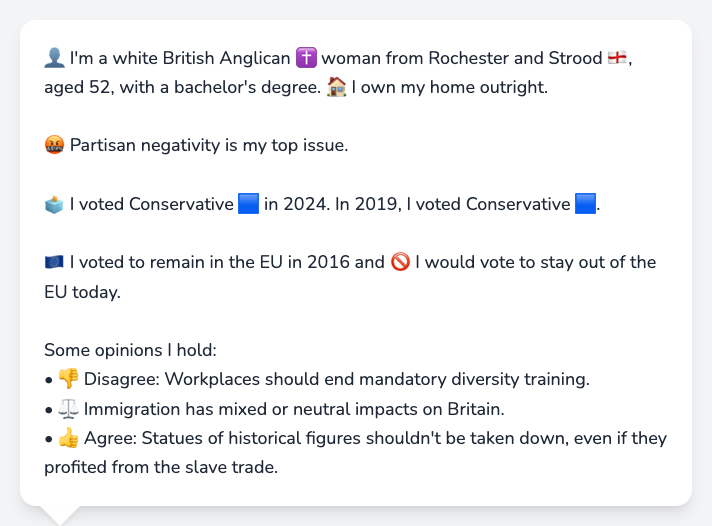 👤 I'm a white British Anglican ✝️ woman from Rochester and Strood 🏴󠁧󠁢󠁥󠁮󠁧󠁿,
aged 52, with a bachelor's degree. 🏠 I own my home outright.
🤬 Partisan negativity is my top issue.
🗳️ I voted Conservative 🟦 in 2024. In 2019, I voted Conservative 🟦.
🇪🇺 I voted to remain in the EU in 2016 and 🚫 I would vote to stay out of the
EU today.
Some opinions I hold:
• 👎 Disagree: Workplaces should end mandatory diversity training.
• ⚖️ Immigration has mixed or neutral impacts on Britain.
• 👍 Agree: Statues of historical figures shouldn't be taken down, even if they
profited from the slave trade.